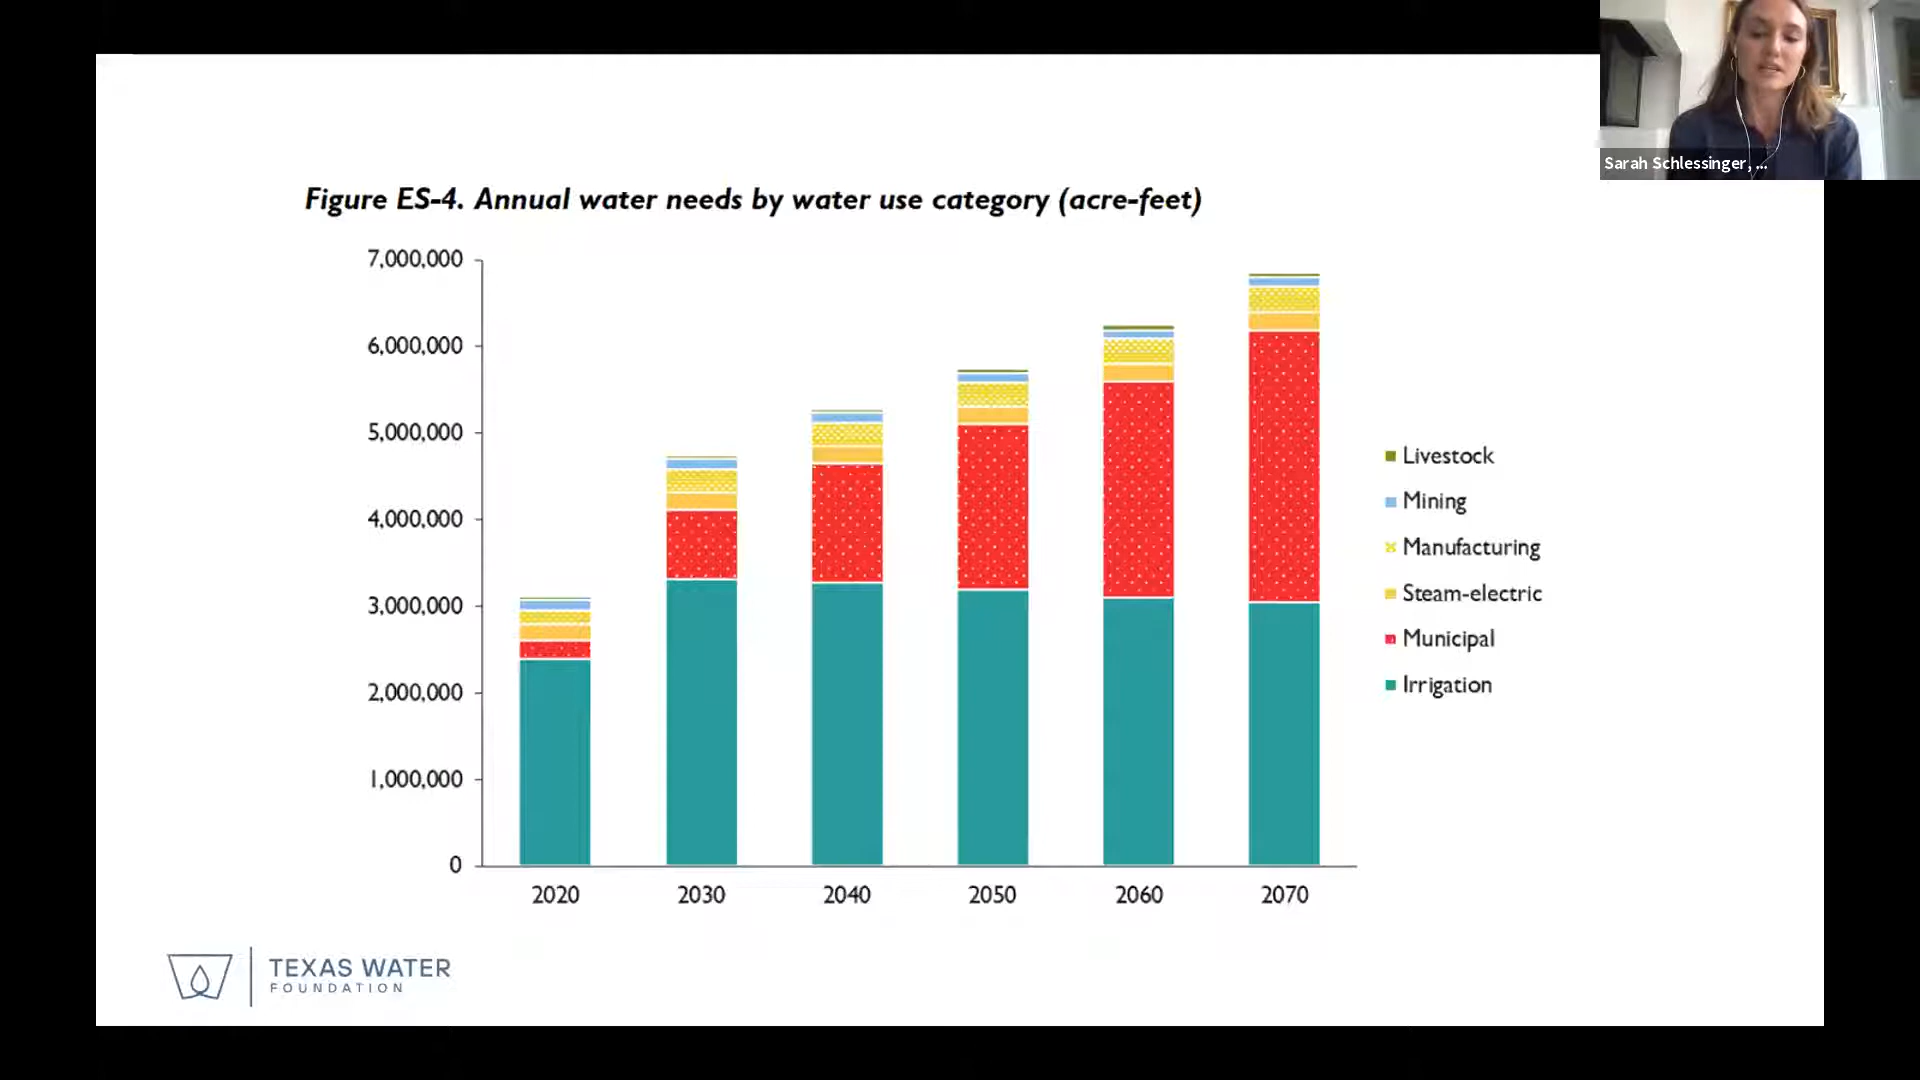 Sarah Schlessinger, ...
Figure ES-4. Annual water needs by water use category (acre-feet)
7,000,000
6,000,000
5,000,000
4,000,000
3,000,000
2,000,000
1,000,000
0
2020 2030 2040 2050 2060 2070
Livestock
Mining
Manufacturing
Steam-electric
Municipal
Irrigation
TEXAS WATER
FOUNDATION